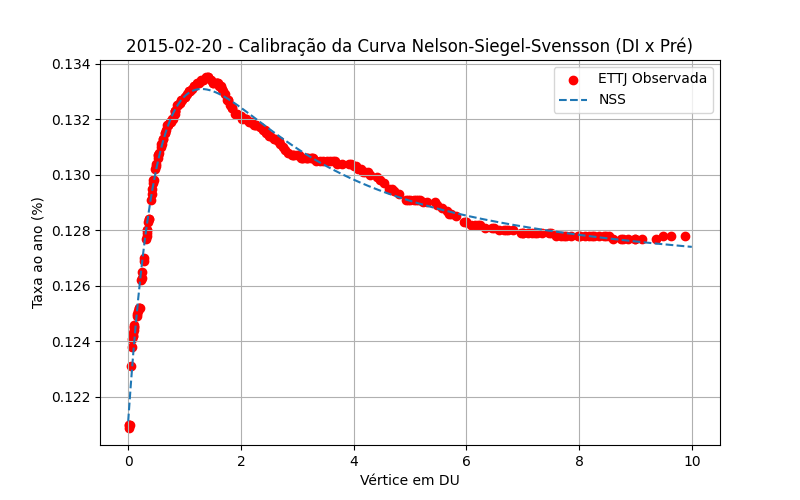 2015-02-20 - Calibração da Curva Nelson-Siegel-Svensson (DI x Pré)
ETTJ Observada
NSS
Taxa ao ano (%)
0.134
0.132
0.130
0.128
0.126
0.124
0.122
0
2
4
6
8
10
Vértice em DU